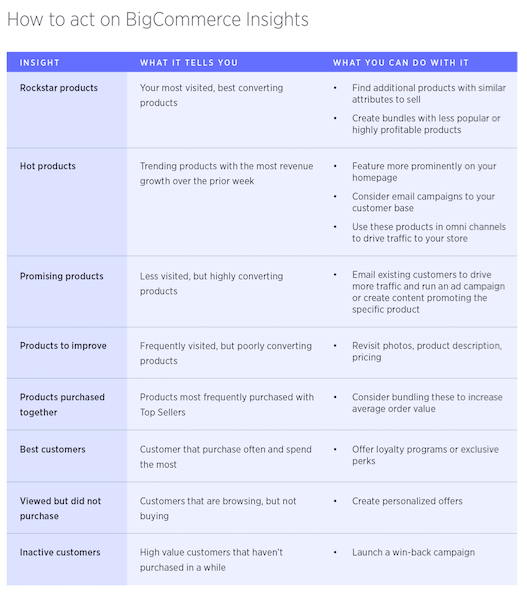 How to act on BigCommerce Insights
INSIGHT WHAT IT TELLS YOU WHAT YOU CAN DO WITH IT
Rockstar products
Your most visited, best converting
products
• Find additional products with similar
attributes to sell
• Create bundles with less popular or
highly profitable products
Hot products
Trending products with the most revenue
growth over the prior week
• Feature more prominently on your
homepage
• Consider email campaigns to your
customer base
• Use these products in omni channels
to drive traffic to your store
Promising products
Less visited, but highly converting
products
• Email existing customers to drive
more traffic and run an ad campaign
or create content promoting the
specific product
Products to improve
Frequently visited, but poorly converting
products
• Revisit photos, product description,
pricing
Products purchased
together
Products most frequently purchased with
Top Sellers
• Consider bundling these to increase
average order value
Best customers
Customer that purchase often and spend
the most
• Offer loyalty programs or exclusive
perks
Viewed but did not
purchase
Customers that are browsing, but not
buying
• Create personalized offers
Inactive customers
High value customers that haven't
purchased in a while
• Launch a win-back campaign